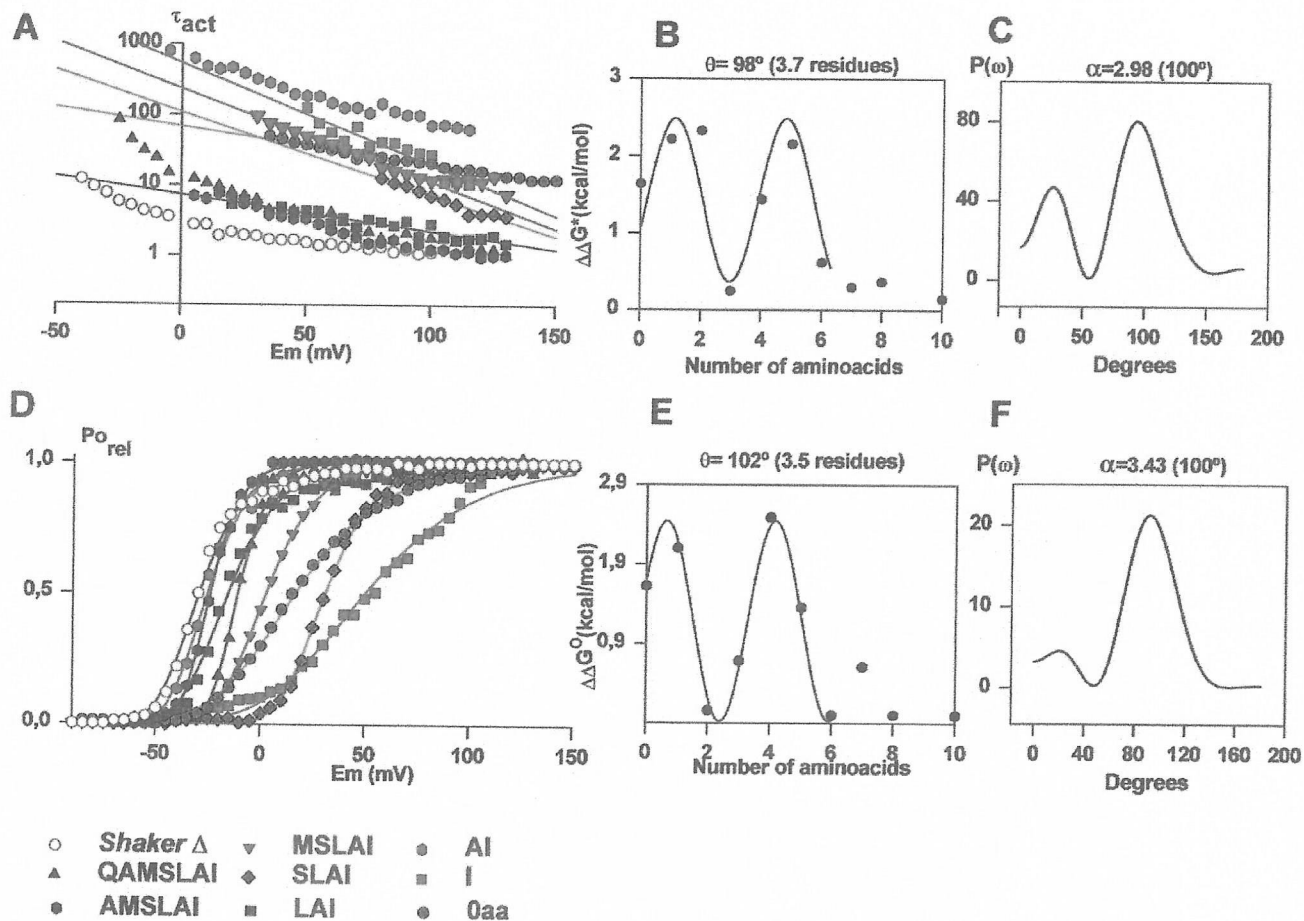 A
τact
1000
100
10
1
-50
0
50
100
150
Em (mV)
B
θ= 98º (3.7 residues)
3
2
1
0
ΔΔG*(kcal/mol)
0 2 4 6 8 10
Number of aminoacids
C
P(ω)
α=2.98 (100º)
80
40
0
0 50 100 150 200
Degrees
D
Porel
1,0
0,5
0,0
-50 0 50 100 150
Em (mV)
E
θ= 102º (3.5 residues)
2,9
1,9
0,9
ΔΔGº(kcal/mol)
0 2 4 6 8 10
Number of aminoacids
F
P(ω)
α=3.43 (100º)
20
10
0
0 40 80 120 160 200
Degrees
Shaker Δ MSLAI AI
QAMSLAI SLAI I
AMSLAI LAI 0aa